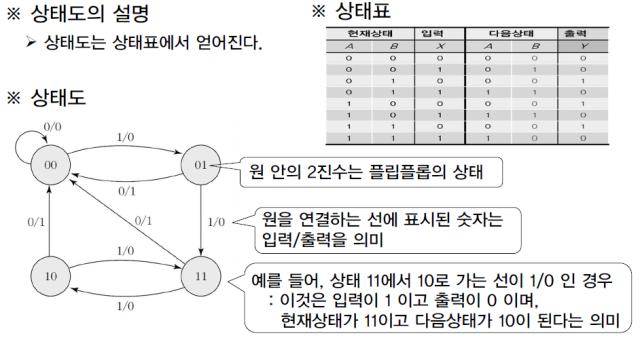 ※ 상태도의 설명
➢ 상태도는 상태표에서 얻어진다.
※ 상태표
현재상태 입력 다음상태 출력
A B X A B Y
0 0 0 0 0 0
0 0 1 0 1 0
0 1 0 0 0 1
0 1 1 1 1 0
1 0 0 0 0 1
1 0 1 1 0 0
1 1 0 0 0 1
1 1 1 1 0 0
※ 상태도
0/0
1/0
00
01
0/1
원 안의 2진수는 플립플롭의 상태
0/1
0/1
1/0
원을 연결하는 선에 표시된 숫자는
입력/출력을 의미
1/0
10
11
1/0
예를 들어, 상태 11에서 10로 가는 선이 1/0 인 경우
: 이것은 입력이 1 이고 출력이 0 이며,
현재상태가 11이고 다음상태가 10이 된다는 의미